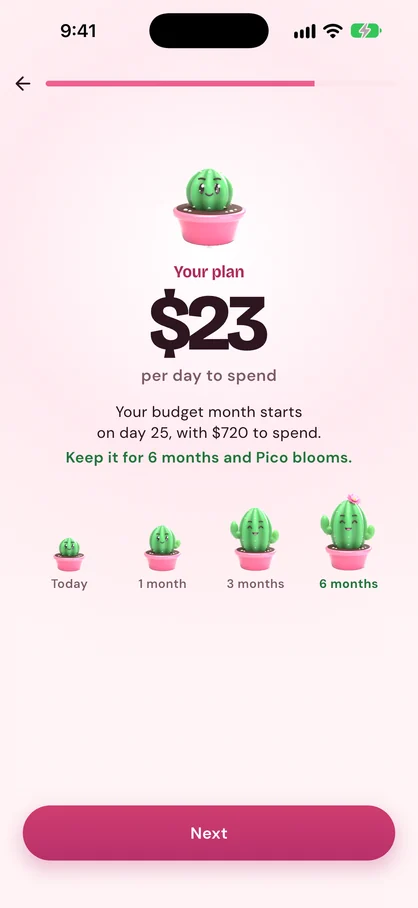 9:41
Your plan
$23
per day to spend
Your budget month starts
on day 25, with $720 to spend.
Keep it for 6 months and Pico blooms.
Today
1 month
3 months
6 months
Next